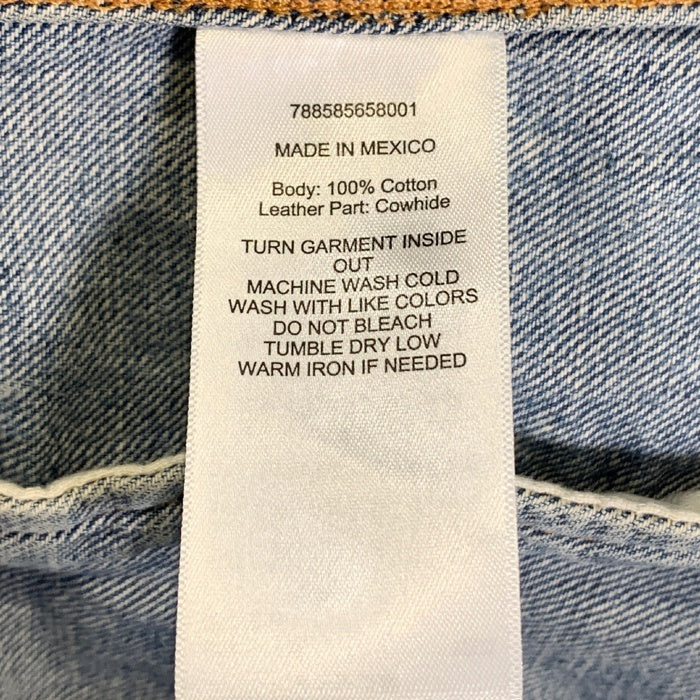 788585658001
MADE IN MEXICO
Body: 100% Cotton
Leather Part: Cowhide
TURN GARMENT INSIDE
OUT
MACHINE WASH COLD
WASH WITH LIKE COLORS
DO NOT BLEACH
TUMBLE DRY LOW
WARM IRON IF NEEDED